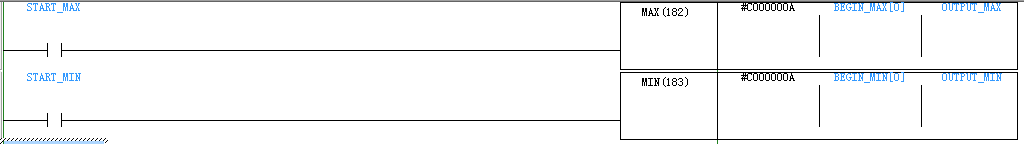 START_MAX
MAX(182) #C000000A BEGIN_MAX[0] OUTPUT_MAX
START_MIN
MIN(183) #C000000A BEGIN_MIN[0] OUTPUT_MIN